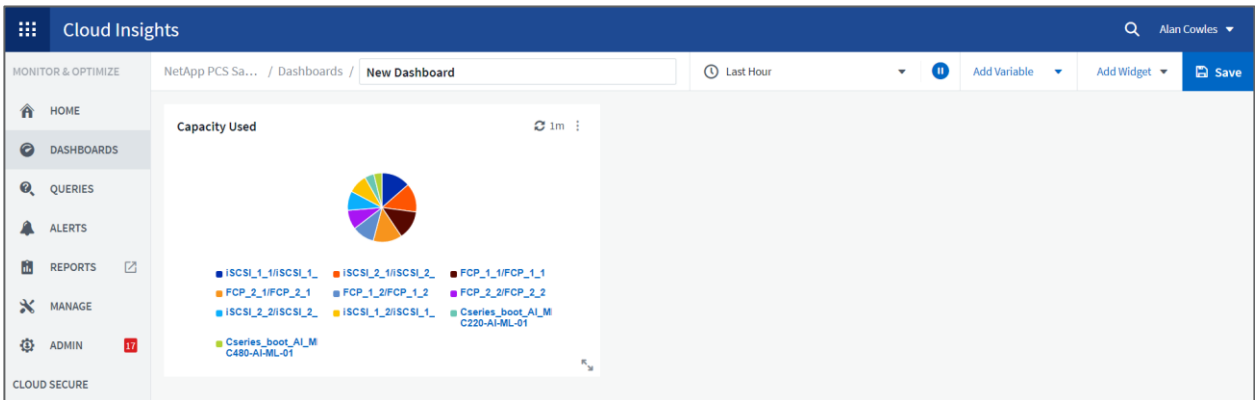 Cloud Insights
Alan Cowles
MONITOR & OPTIMIZE
NetApp PCS Sa... / Dashboards / New Dashboard
Last Hour
Add Variable
Add Widget
Save
HOME
DASHBOARDS
QUERIES
ALERTS
REPORTS
MANAGE
ADMIN 17
CLOUD SECURE
Capacity Used
1m
iSCSI_1_1/iSCSI_1_ iSCSI_2_1/iSCSI_2_ FCP_1_1/FCP_1_1
FCP_2_1/FCP_2_1 FCP_1_2/FCP_1_2 FCP_2_2/FCP_2_2
iSCSI_2_2/iSCSI_2_ iSCSI_1_2/iSCSI_1_ Cseries_boot_AI_M
C220-AI-ML-01
Cseries_boot_AI_M
C480-AI-ML-01